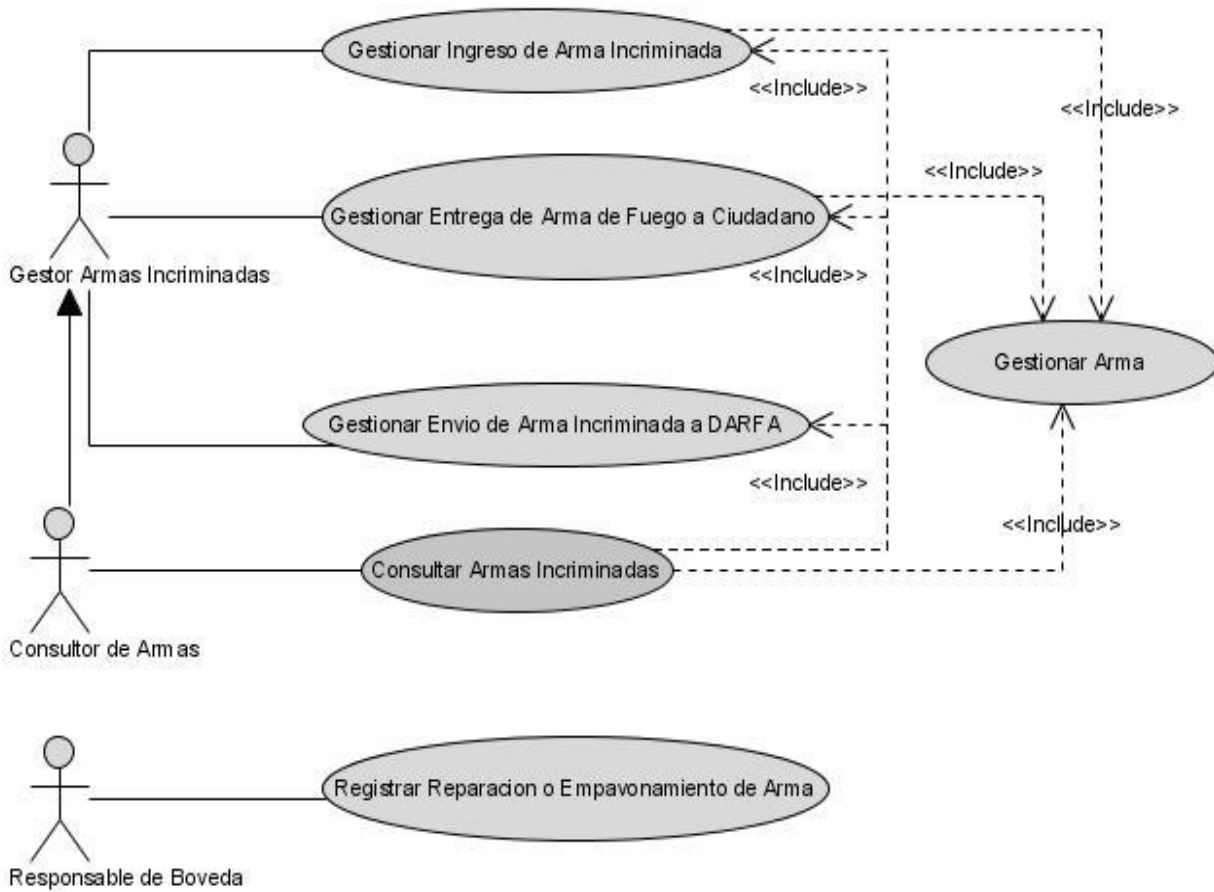 Gestionar Ingreso de Arma Incriminada
<<Include>>
<<Include>>
<<Include>>
Gestionar Entrega de Arma de Fuego a Ciudadano
Gestor Armas Incriminadas
<<Include>>
Gestionar Arma
Gestionar Envio de Arma Incriminada a DARFA
<<Include>>
<<Include>>
Consultar Armas Incriminadas
Consultor de Armas
Registrar Reparacion o Empavonamiento de Arma
Responsable de Boveda